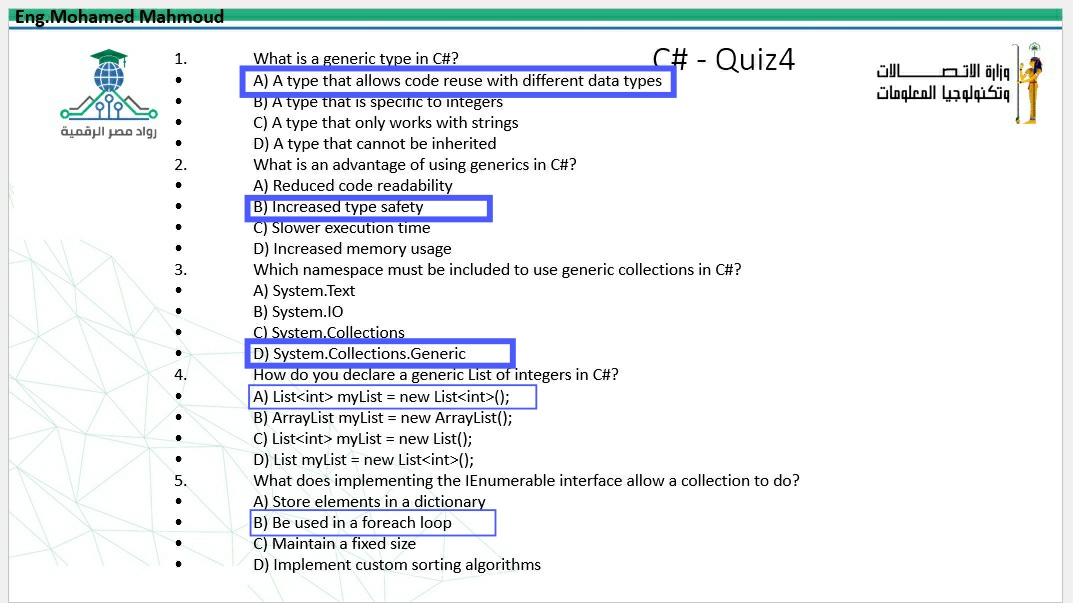 Eng.Mohamed Mahmoud
C# - Quiz4
رواد مصر الرقمية
وزارة الاتصالات
وتكنولوجيا المعلومات
1. What is a generic type in C#?
• A) A type that allows code reuse with different data types
• B) A type that is specific to integers
• C) A type that only works with strings
• D) A type that cannot be inherited
2. What is an advantage of using generics in C#?
• A) Reduced code readability
• B) Increased type safety
• C) Slower execution time
• D) Increased memory usage
3. Which namespace must be included to use generic collections in C#?
• A) System.Text
• B) System.IO
• C) System.Collections
• D) System.Collections.Generic
4. How do you declare a generic List of integers in C#?
• A) List<int> myList = new List<int>();
• B) ArrayList myList = new ArrayList();
• C) List<int> myList = new List();
• D) List myList = new List<int>();
5. What does implementing the IEnumerable interface allow a collection to do?
• A) Store elements in a dictionary
• B) Be used in a foreach loop
• C) Maintain a fixed size
• D) Implement custom sorting algorithms